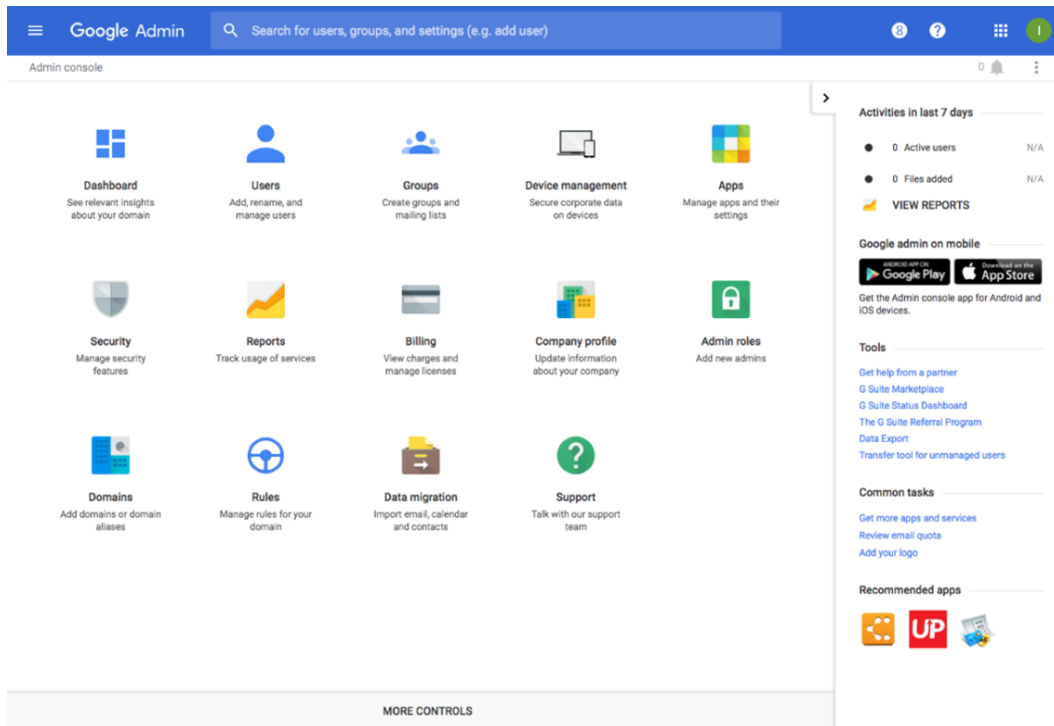 Google Admin
Search for users, groups, and settings (e.g. add user)
8
?
I
Admin console
0
Dashboard
See relevant insights
about your domain
Users
Add, rename, and
manage users
Groups
Create groups and
mailing lists
Device management
Secure corporate data
on devices
Apps
Manage apps and their
settings
Security
Manage security
features
Reports
Track usage of services
Billing
View charges and
manage licenses
Company profile
Update information
about your company
Admin roles
Add new admins
Domains
Add domains or domain
aliases
Rules
Manage rules for your
domain
Data migration
Import email, calendar
and contacts
?
Support
Talk with our support
team
MORE CONTROLS
Activities in last 7 days
0 Active users N/A
0 Files added N/A
VIEW REPORTS
Google admin on mobile
ANDROID APP ON
Google Play
Download on the
App Store
Get the Admin console app for Android and
iOS devices.
Tools
Get help from a partner
G Suite Marketplace
G Suite Status Dashboard
The G Suite Referral Program
Data Export
Transfer tool for unmanaged users
Common tasks
Get more apps and services
Review email quota
Add your logo
Recommended apps
UP